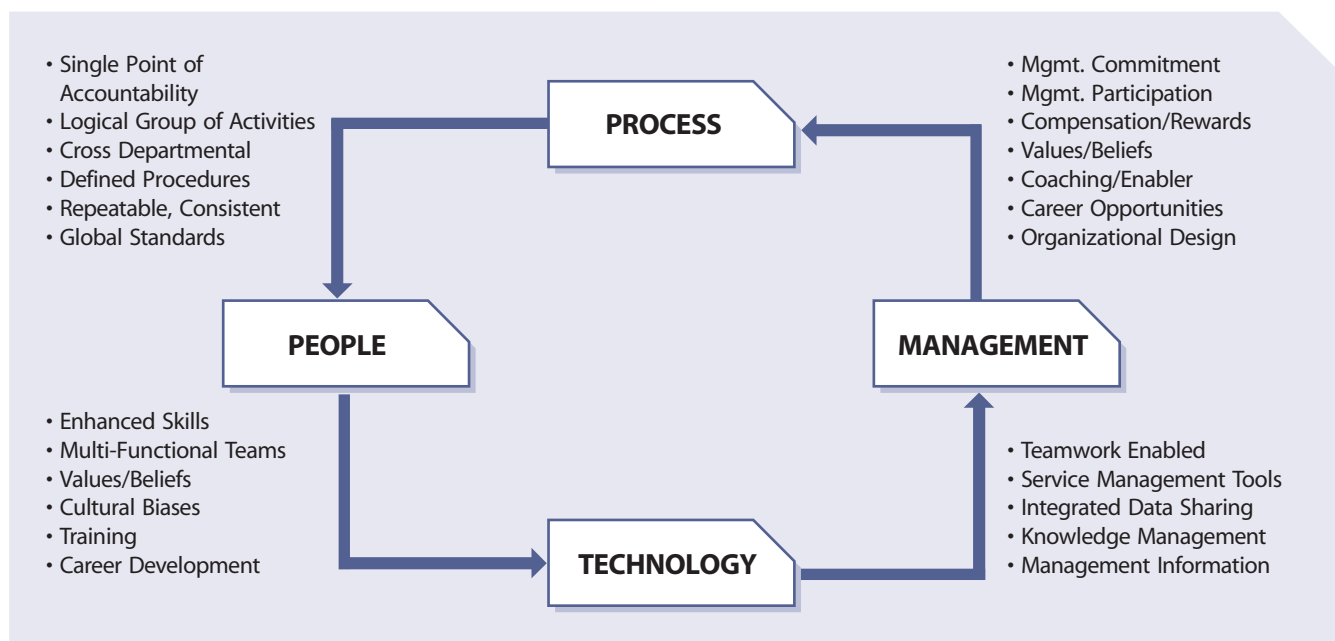 • Single Point of
Accountability
• Logical Group of Activities
• Cross Departmental
• Defined Procedures
• Repeatable, Consistent
• Global Standards
PROCESS
• Mgmt. Commitment
• Mgmt. Participation
• Compensation/Rewards
• Values/Beliefs
• Coaching/Enabler
• Career Opportunities
• Organizational Design
PEOPLE
MANAGEMENT
• Enhanced Skills
• Multi-Functional Teams
• Values/Beliefs
• Cultural Biases
• Training
• Career Development
TECHNOLOGY
• Teamwork Enabled
• Service Management Tools
• Integrated Data Sharing
• Knowledge Management
• Management Information